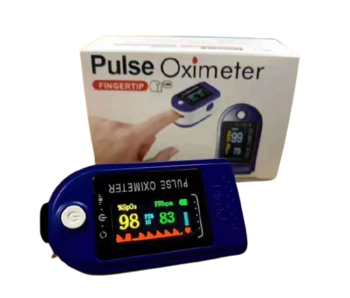 Pulse Oximeter
FINGERTIP
PULSE OXIMETER
%SpO₂
PRbpm
98
83